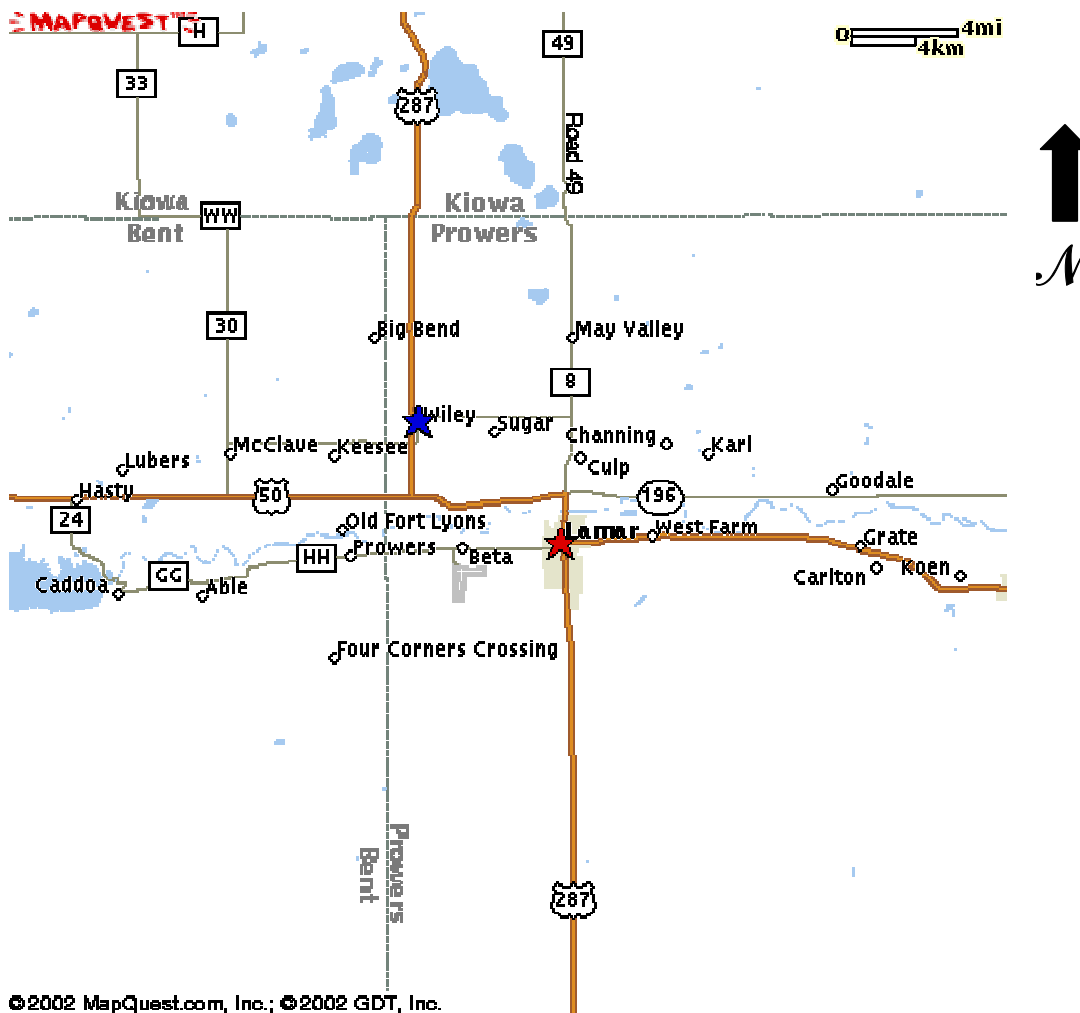 MAPQUEST
H
49
0 4mi
4km
33
287
Road 49
Kiowa
WW
Kiowa
Bent
Prowers
N
30
Big Bend
May Valley
8
Wiley
Sugar
Channing
McClave
Keesee
Karl
Lubers
Culp
Hasty
50
196
Goodale
24
Old Fort Lyons
Lamar
West Farm
HH
Prowers
Beta
Grate
Caddoa
GG
Able
Carlton
Koen
Four Corners Crossing
Prowers
Bent
287
©2002 MapQuest.com, Inc.; ©2002 GDT, Inc.